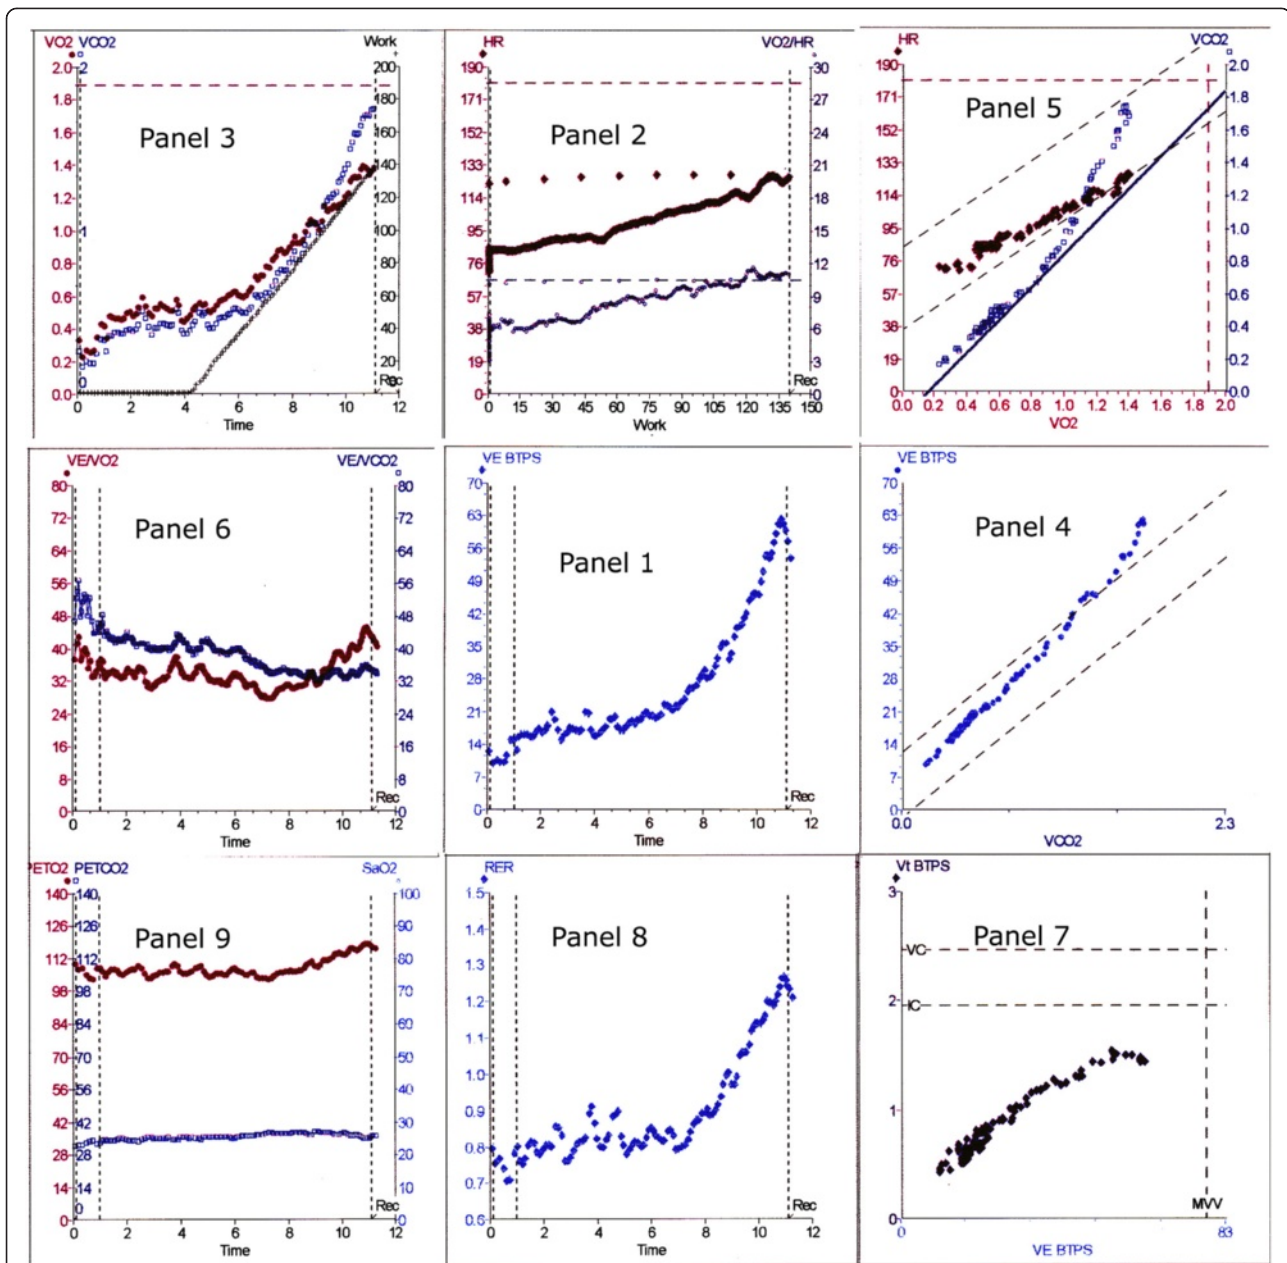 VO2 VCO2 Work
Panel 3
2.0 1.8 1.6 1.4 1.2 1.0 0.8 0.6 0.4 0.2 0.0
2 1 0
200 180 160 140 120 100 80 60 40 20
Rec
0 2 4 6 8 10 12
Time
HR VO2/HR
Panel 2
190 171 152 133 114 95 76 57 38 19 0
30 27 24 21 18 15 12 9 6 3 0
Rec
0 15 30 45 60 75 90 105 120 135 150
Work
HR VCO2
Panel 5
190 171 152 133 114 95 76 57 38 19 0
2.0 1.8 1.6 1.4 1.2 1.0 0.8 0.6 0.4 0.2 0.0
0.0 0.2 0.4 0.6 0.8 1.0 1.2 1.4 1.6 1.8 2.0
VO2
VE/VO2 VE/VCO2
Panel 6
80 72 64 56 48 40 32 24 16 8 0
80 72 64 56 48 40 32 24 16 8 0
Rec
0 2 4 6 8 10 12
Time
VE BTPS
Panel 1
70 63 56 49 42 35 28 21 14 7 0
Rec
0 2 4 6 8 10 12
Time
VE BTPS
Panel 4
70 63 56 49 42 35 28 21 14 7 0
0.0 2.3
VCO2
PETO2 PETCO2 SaO2
Panel 9
140 126 112 98 84 70 56 42 28 14 0
140 126 112 98 84 70 56 42 28 14 0
100 90 80 70 60 50 40 30 20 10 0
Rec
0 2 4 6 8 10 12
Time
RER
Panel 8
1.5 1.4 1.3 1.2 1.1 1.0 0.9 0.8 0.7 0.6
Rec
0 2 4 6 8 10 12
Time
Vt BTPS
Panel 7
3 2 1 0
VC
IC
MVV
0 83
VE BTPS